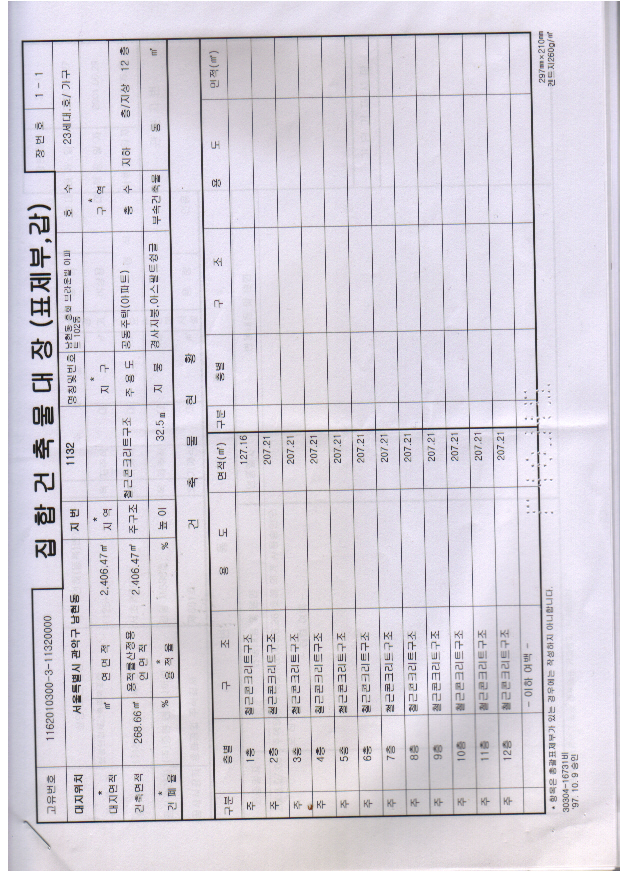 집합건축물대장(표제부,갑)
장번호 1-1
고유번호 1162010300-3-11320000
대지위치 서울특별시 관악구 남현동 지번 1132 명칭및번호 남현동 브라운빌 아파트 102동 호수 23세대.호/가구
* 대지면적 ㎡ 연면적 2,406.47㎡ * 지역 * 지구 * 구역
건축면적 268.66㎡ 용적률산정용연면적 2,406.47㎡ 주구조 철근콘크리트구조 주용도 공동주택(아파트) 층수 지하 층/지상 12층
* 건폐율 % * 용적율 % 높이 32.5m 지붕 경사지붕,아스팔트슁글 부속건축물 동 ㎡
건축물현황
구분 층별 구조 용도 면적(㎡) 구분 층별 구조 용도 면적(㎡)
주 1층 철근콘크리트구조 127.16
주 2층 철근콘크리트구조 207.21
주 3층 철근콘크리트구조 207.21
주 4층 철근콘크리트구조 207.21
주 5층 철근콘크리트구조 207.21
주 6층 철근콘크리트구조 207.21
주 7층 철근콘크리트구조 207.21
주 8층 철근콘크리트구조 207.21
주 9층 철근콘크리트구조 207.21
주 10층 철근콘크리트구조 207.21
주 11층 철근콘크리트구조 207.21
주 12층 철근콘크리트구조 207.21
- 이하 여백 -
* 항목은 총괄표제부가 있는 경우에는 작성하지 아니합니다.
30304-16731비
97. 10. 9 승인
297㎜×210㎜
켄트지260g/㎡